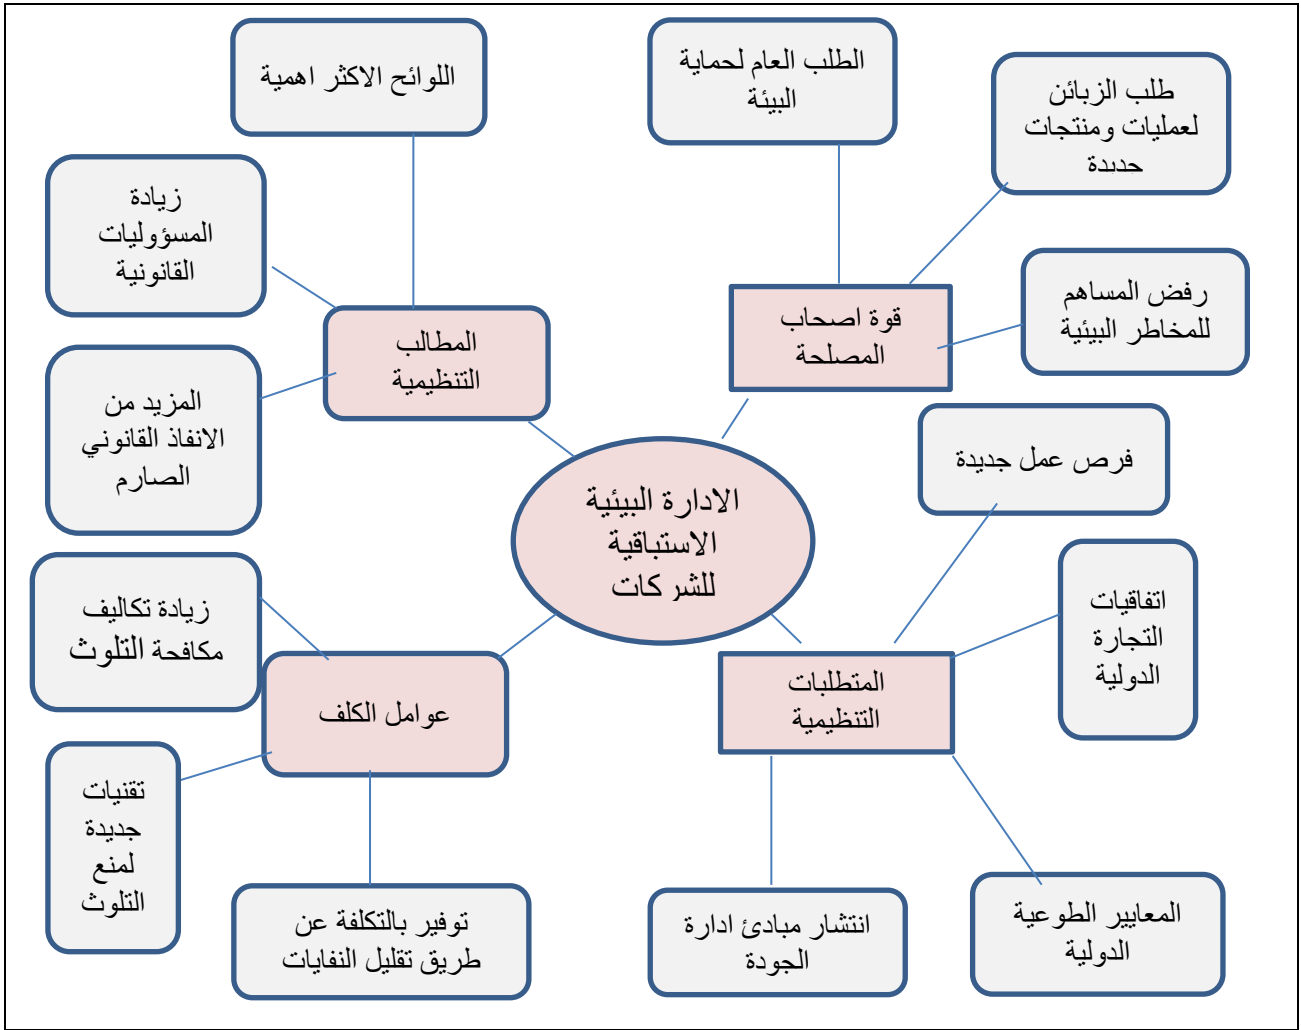 اللوائح الاكثر اهمية
الطلب العام لحماية
البيئة
طلب الزبائن
لعمليات ومنتجات
جديدة
زيادة
المسؤوليات
القانونية
رفض المساهم
للمخاطر البيئية
قوة اصحاب
المصلحة
المطالب
التنظيمية
المزيد من
الانفاذ القانوني
الصارم
فرص عمل جديدة
الادارة البيئية
الاستباقية
للشركات
اتفاقيات
التجارة
الدولية
زيادة تكاليف
مكافحة التلوث
المتطلبات
التنظيمية
عوامل الكلف
تقنيات
جديدة
لمنع
التلوث
توفير بالتكلفة عن
طريق تقليل النفايات
انتشار مبادئ ادارة
الجودة
المعايير الطوعية
الدولية